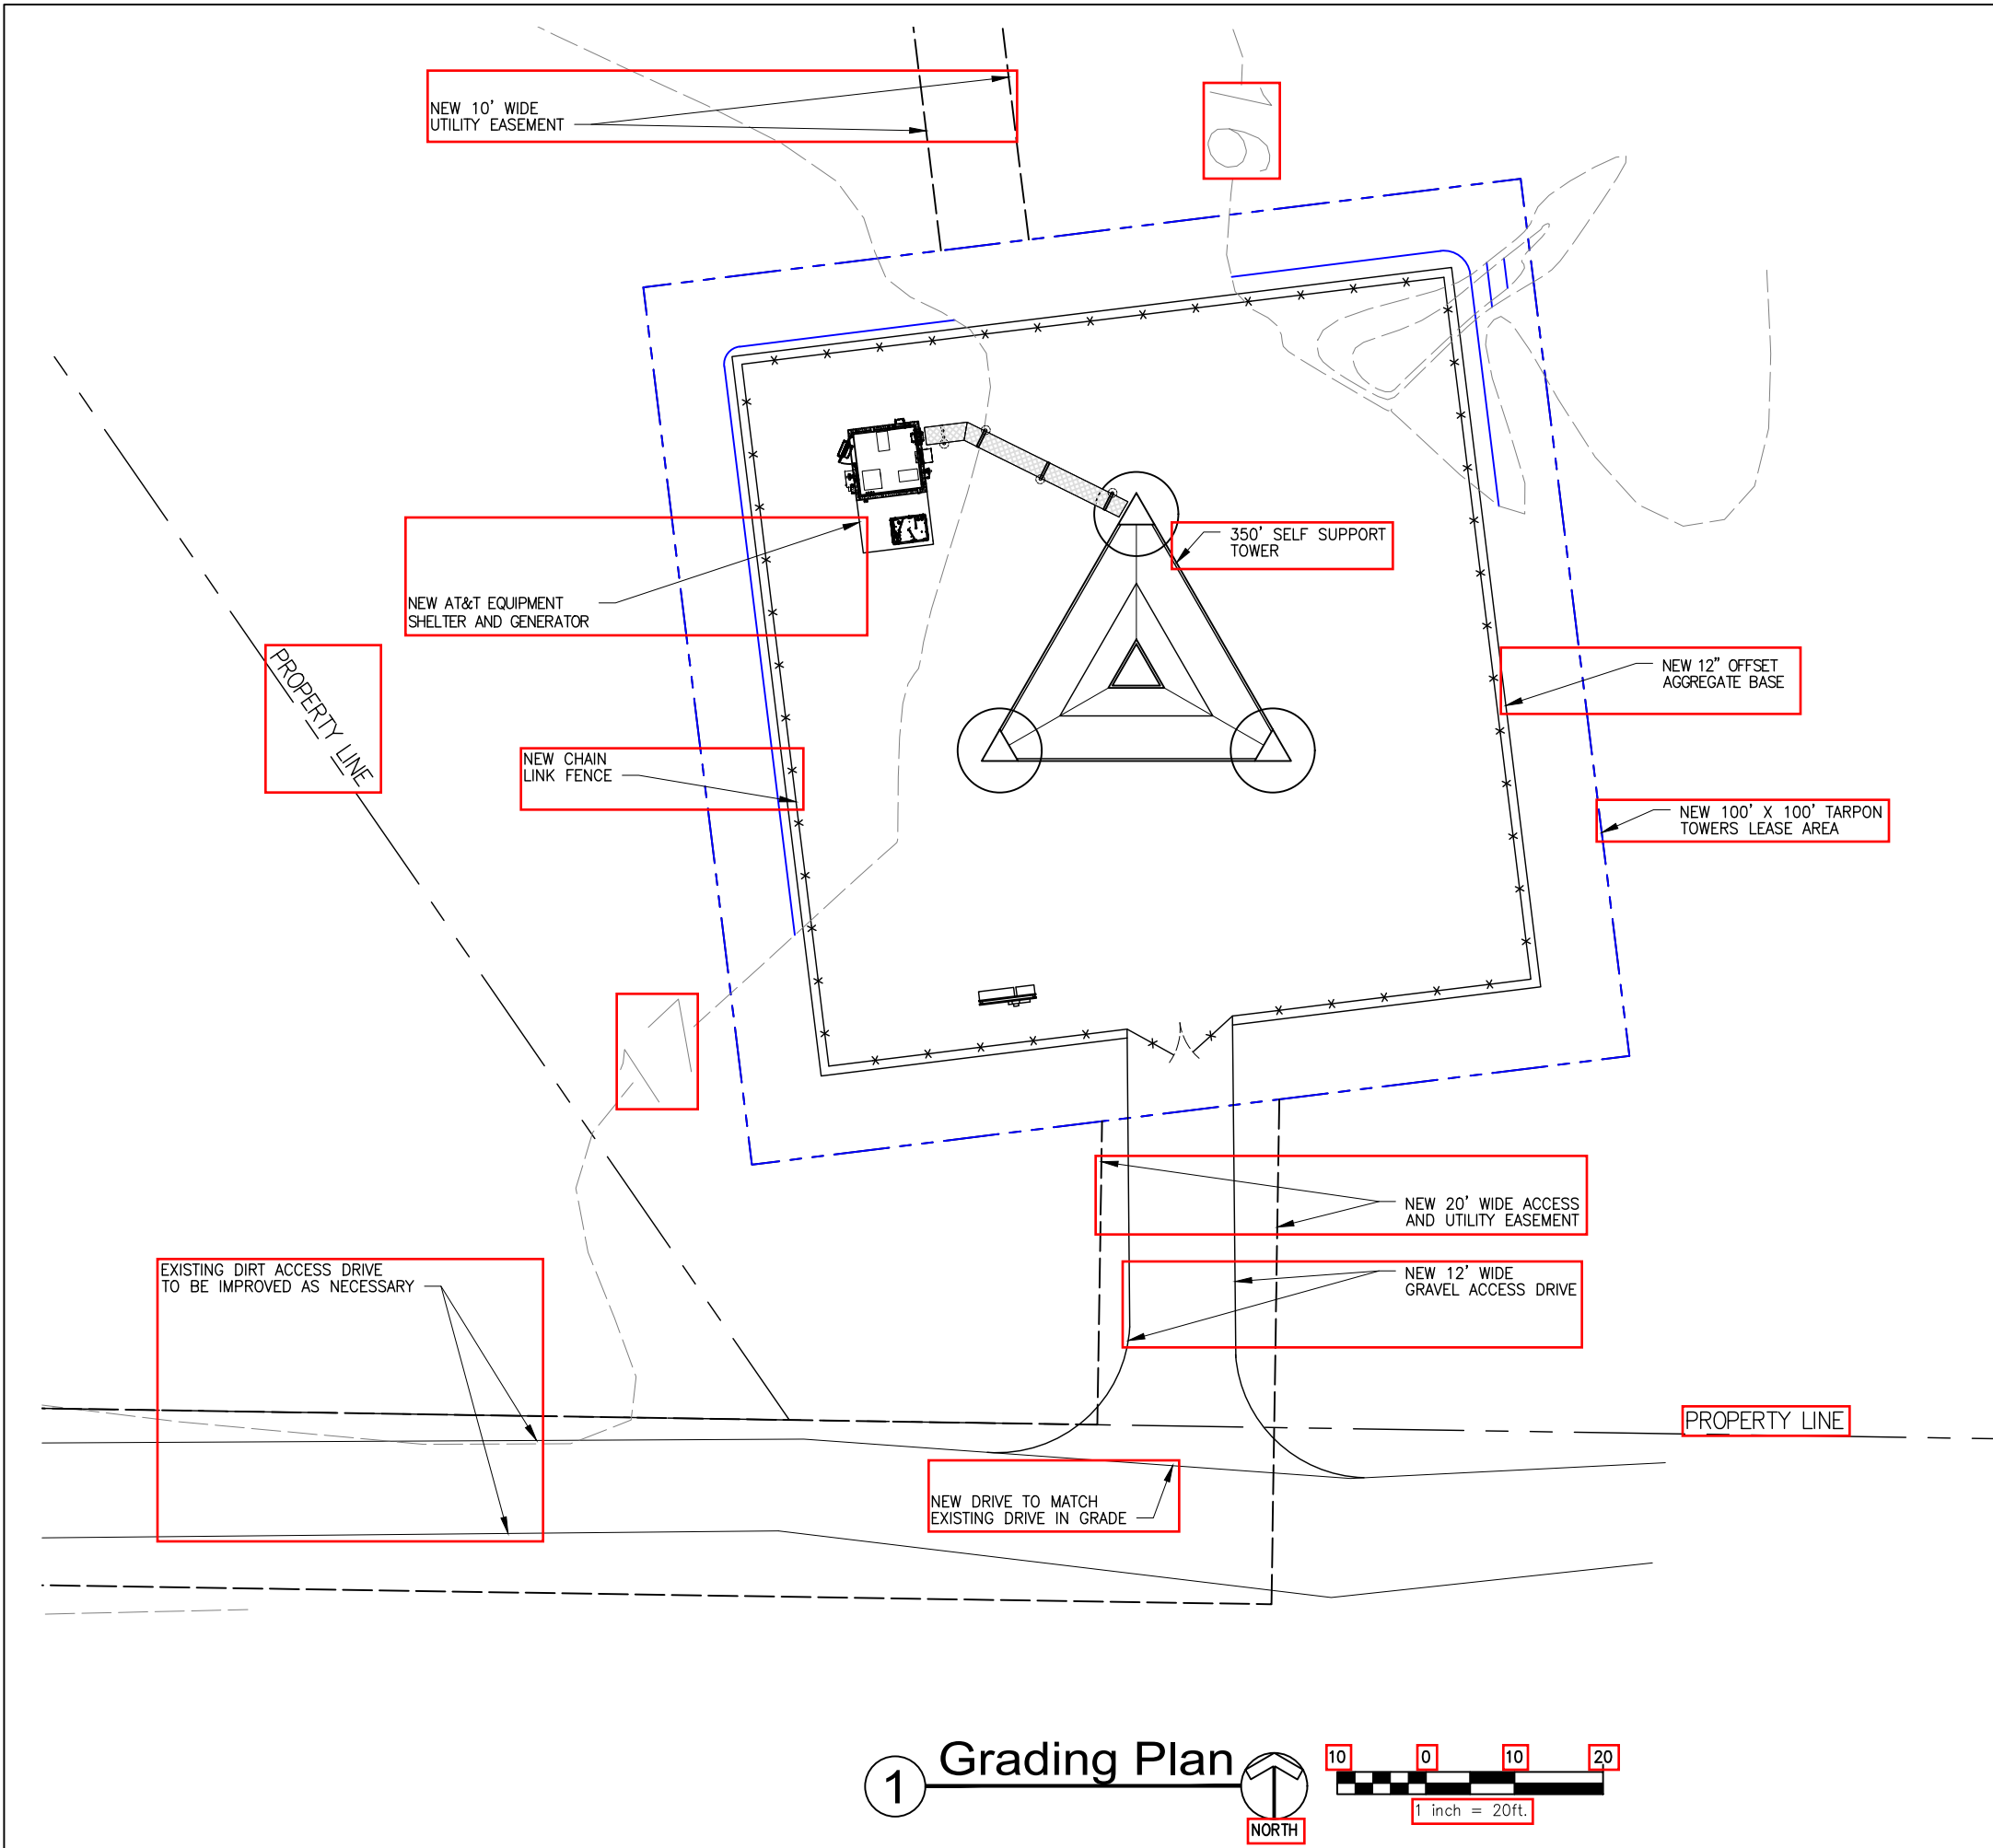 NEW 10' WIDE
UTILITY EASEMENT
350' SELF SUPPORT
TOWER
NEW AT&T EQUIPMENT
SHELTER AND GENERATOR
PROPERTY LINE
NEW 12" OFFSET
AGGREGATE BASE
NEW CHAIN
LINK FENCE
NEW 100' X 100' TARPON
TOWERS LEASE AREA
NEW 20' WIDE ACCESS
AND UTILITY EASEMENT
EXISTING DIRT ACCESS DRIVE
TO BE IMPROVED AS NECESSARY
NEW 12' WIDE
GRAVEL ACCESS DRIVE
PROPERTY LINE
NEW DRIVE TO MATCH
EXISTING DRIVE IN GRADE
1
Grading Plan
NORTH
10 0 10 20
1 inch = 20ft.